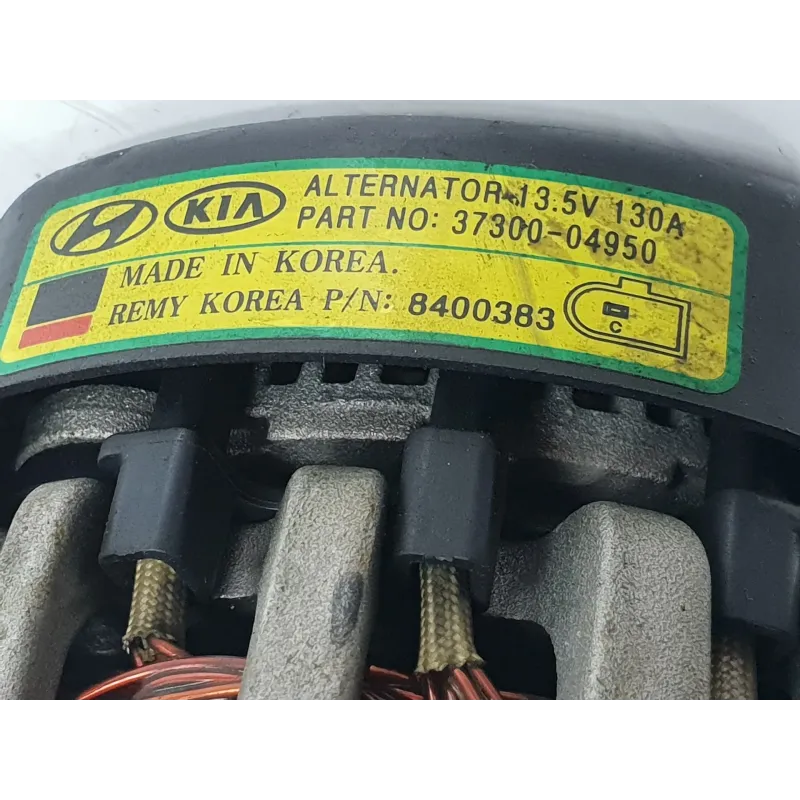 KIA
ALTERNATOR 13.5V 130A
PART NO: 37300-04950
MADE IN KOREA.
REMY KOREA P/N: 8400383
C